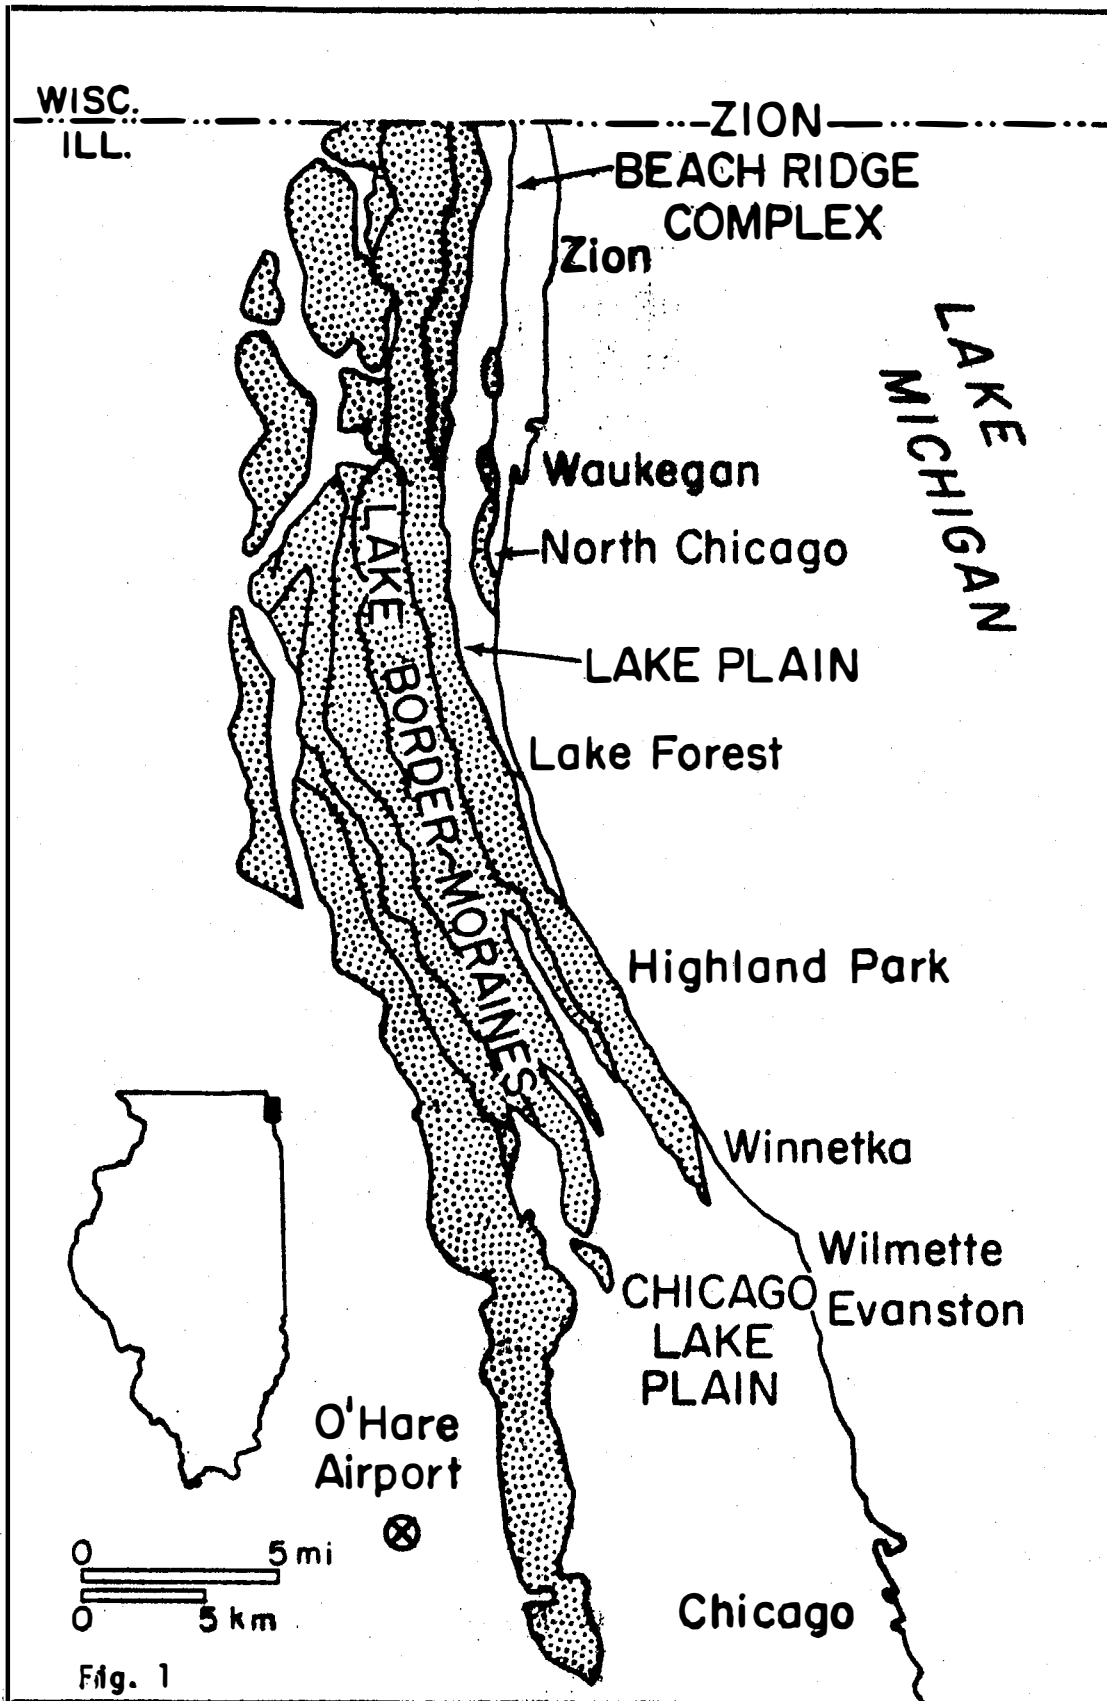 WISC.
ILL.
ZION
BEACH RIDGE
COMPLEX
Zion
LAKE
MICHIGAN
Waukegan
North Chicago
LAKE PLAIN
Lake Forest
LAKE BORDER MORAINES
Highland Park
Winnetka
Wilmette
Evanston
CHICAGO
LAKE
PLAIN
O'Hare
Airport
0 5 mi
0 5 km
Chicago
Fig. 1